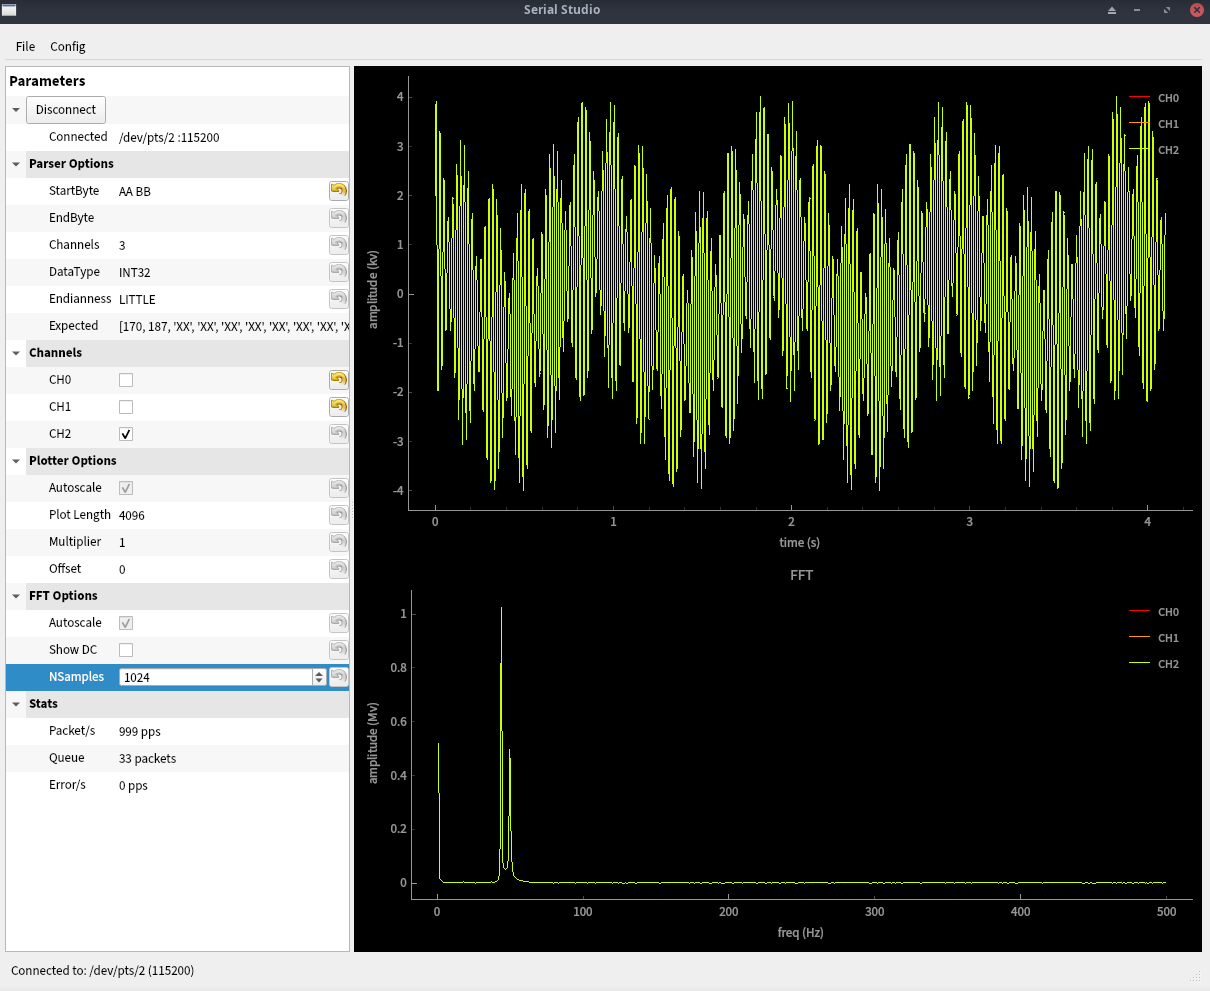 Serial Studio
File Config
Parameters
Disconnect
Connected /dev/pts/2 :115200
Parser Options
StartByte AA BB
EndByte
Channels 3
DataType INT32
Endianness LITTLE
Expected [170, 187, 'XX', 'XX', 'XX', 'XX', 'XX', 'XX', 'XX', 'X
Channels
CH0
CH1
CH2
Plotter Options
Autoscale
Plot Length 4096
Multiplier 1
Offset 0
FFT Options
Autoscale
Show DC
NSamples 1024
Stats
Packet/s 999 pps
Queue 33 packets
Error/s 0 pps
amplitude (kv)
4
3
2
1
0
-1
-2
-3
-4
CH0
CH1
CH2
0 1 2 3 4
time (s)
FFT
amplitude (Mv)
1
0.8
0.6
0.4
0.2
0
CH0
CH1
CH2
0 100 200 300 400 500
freq (Hz)
Connected to: /dev/pts/2 (115200)